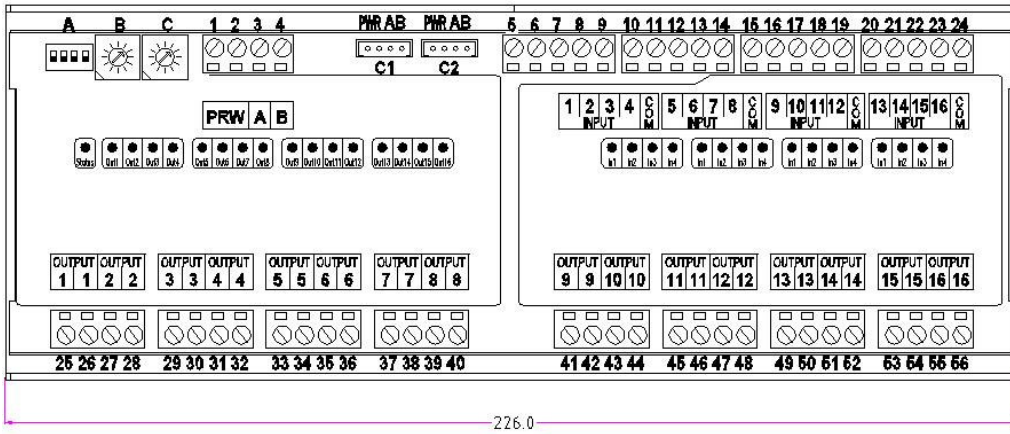 A B C 1 2 3 4 PWR AB PWR AB 5 6 7 8 9 10 11 12 13 14 15 16 17 18 19 20 21 22 23 24
C1 C2
1 2 3 4 COM 5 6 7 8 COM 9 10 11 12 COM 13 14 15 16 COM
PRW A B INPUT INPUT INPUT INPUT
Status Out1 Out2 Out3 Out4 Out5 Out6 Out7 Out8 Out9 Out10 Out11 Out12 Out13 Out14 Out15 Out16 In1 In2 In3 In4 In1 In2 In3 In4 In1 In2 In3 In4 In1 In2 In3 In4
OUTPUT OUTPUT OUTPUT OUTPUT OUTPUT OUTPUT OUTPUT OUTPUT OUTPUT OUTPUT OUTPUT OUTPUT OUTPUT OUTPUT OUTPUT OUTPUT
1 1 2 2 3 3 4 4 5 5 6 6 7 7 8 8 9 9 10 10 11 11 12 12 13 13 14 14 15 15 16 16
25 26 27 28 29 30 31 32 33 34 35 36 37 38 39 40 41 42 43 44 45 46 47 48 49 50 51 52 53 54 55 56
226.0